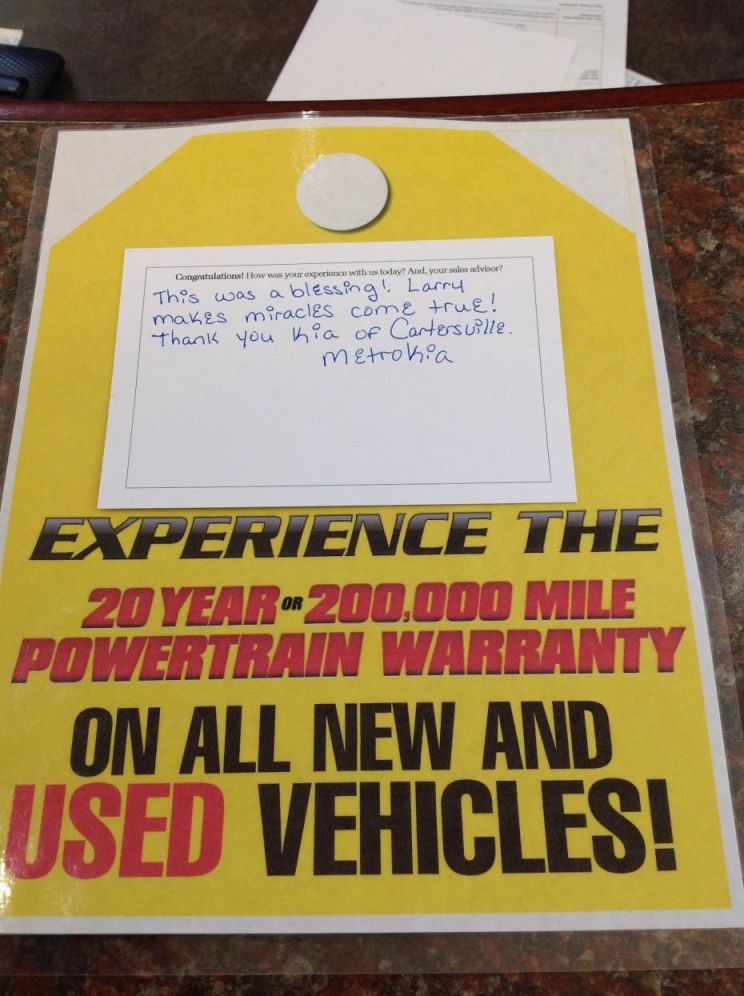 Congratulations! How was your experience with us today? And, your sales advisor?
This was a blessing! Larry
makes miracles come true!
Thank you Kia of Cartersville.
MetroKia
EXPERIENCE THE
20 YEAR OR 200,000 MILE
POWERTRAIN WARRANTY
ON ALL NEW AND
USED VEHICLES!